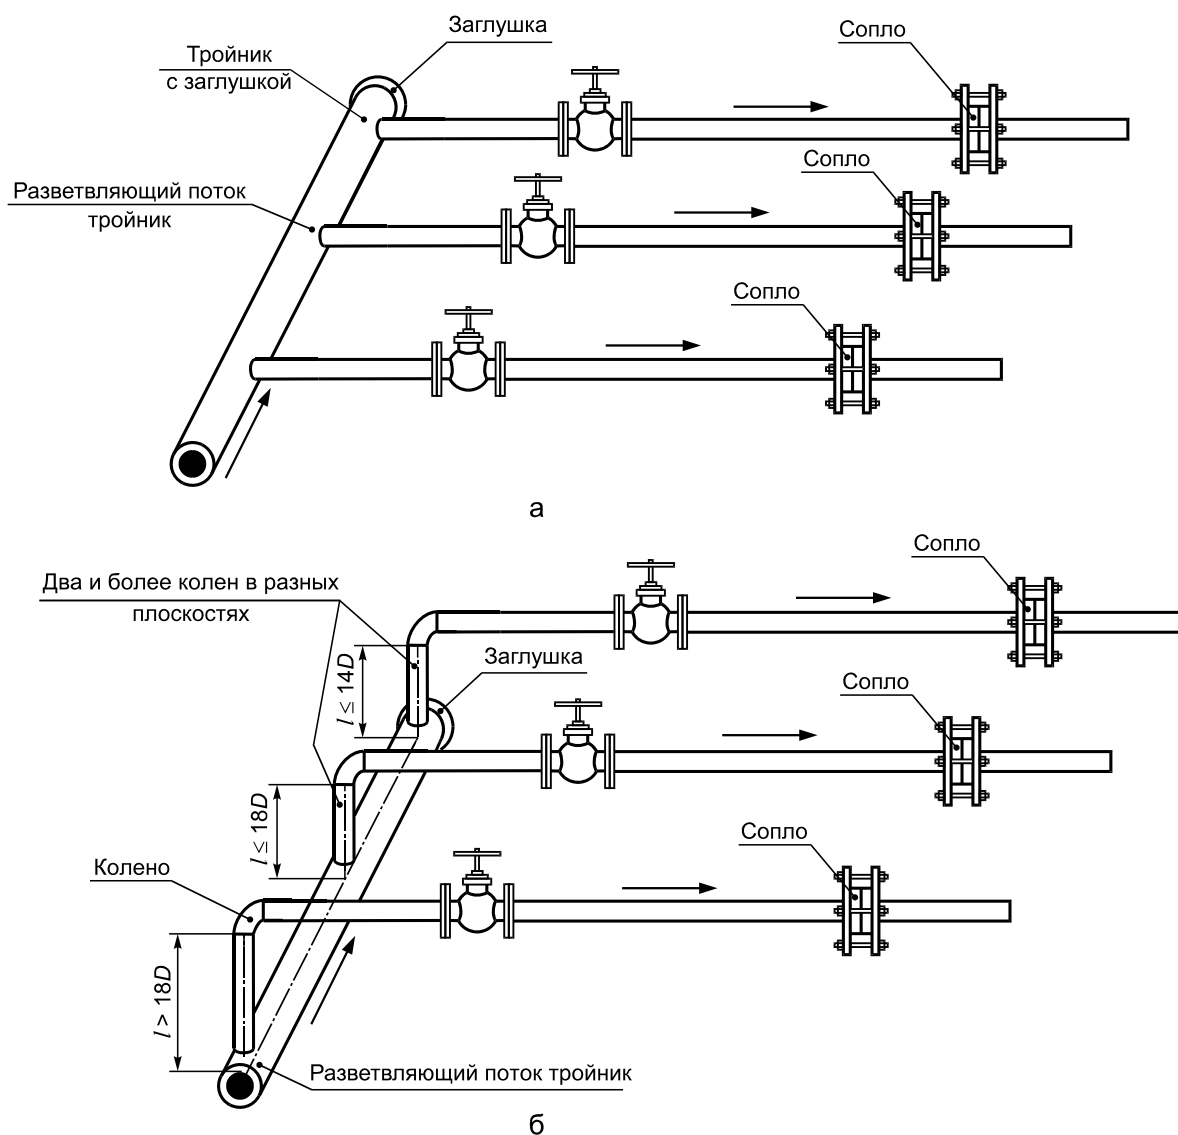 Заглушка
Сопло
Тройник
с заглушкой
Сопло
Разветвляющий поток
тройник
Сопло
а
Сопло
Два и более колен в разных
плоскостях
Заглушка
l ≤ 14D
Сопло
l ≤ 18D
Сопло
Колено
l > 18D
Разветвляющий поток тройник
б